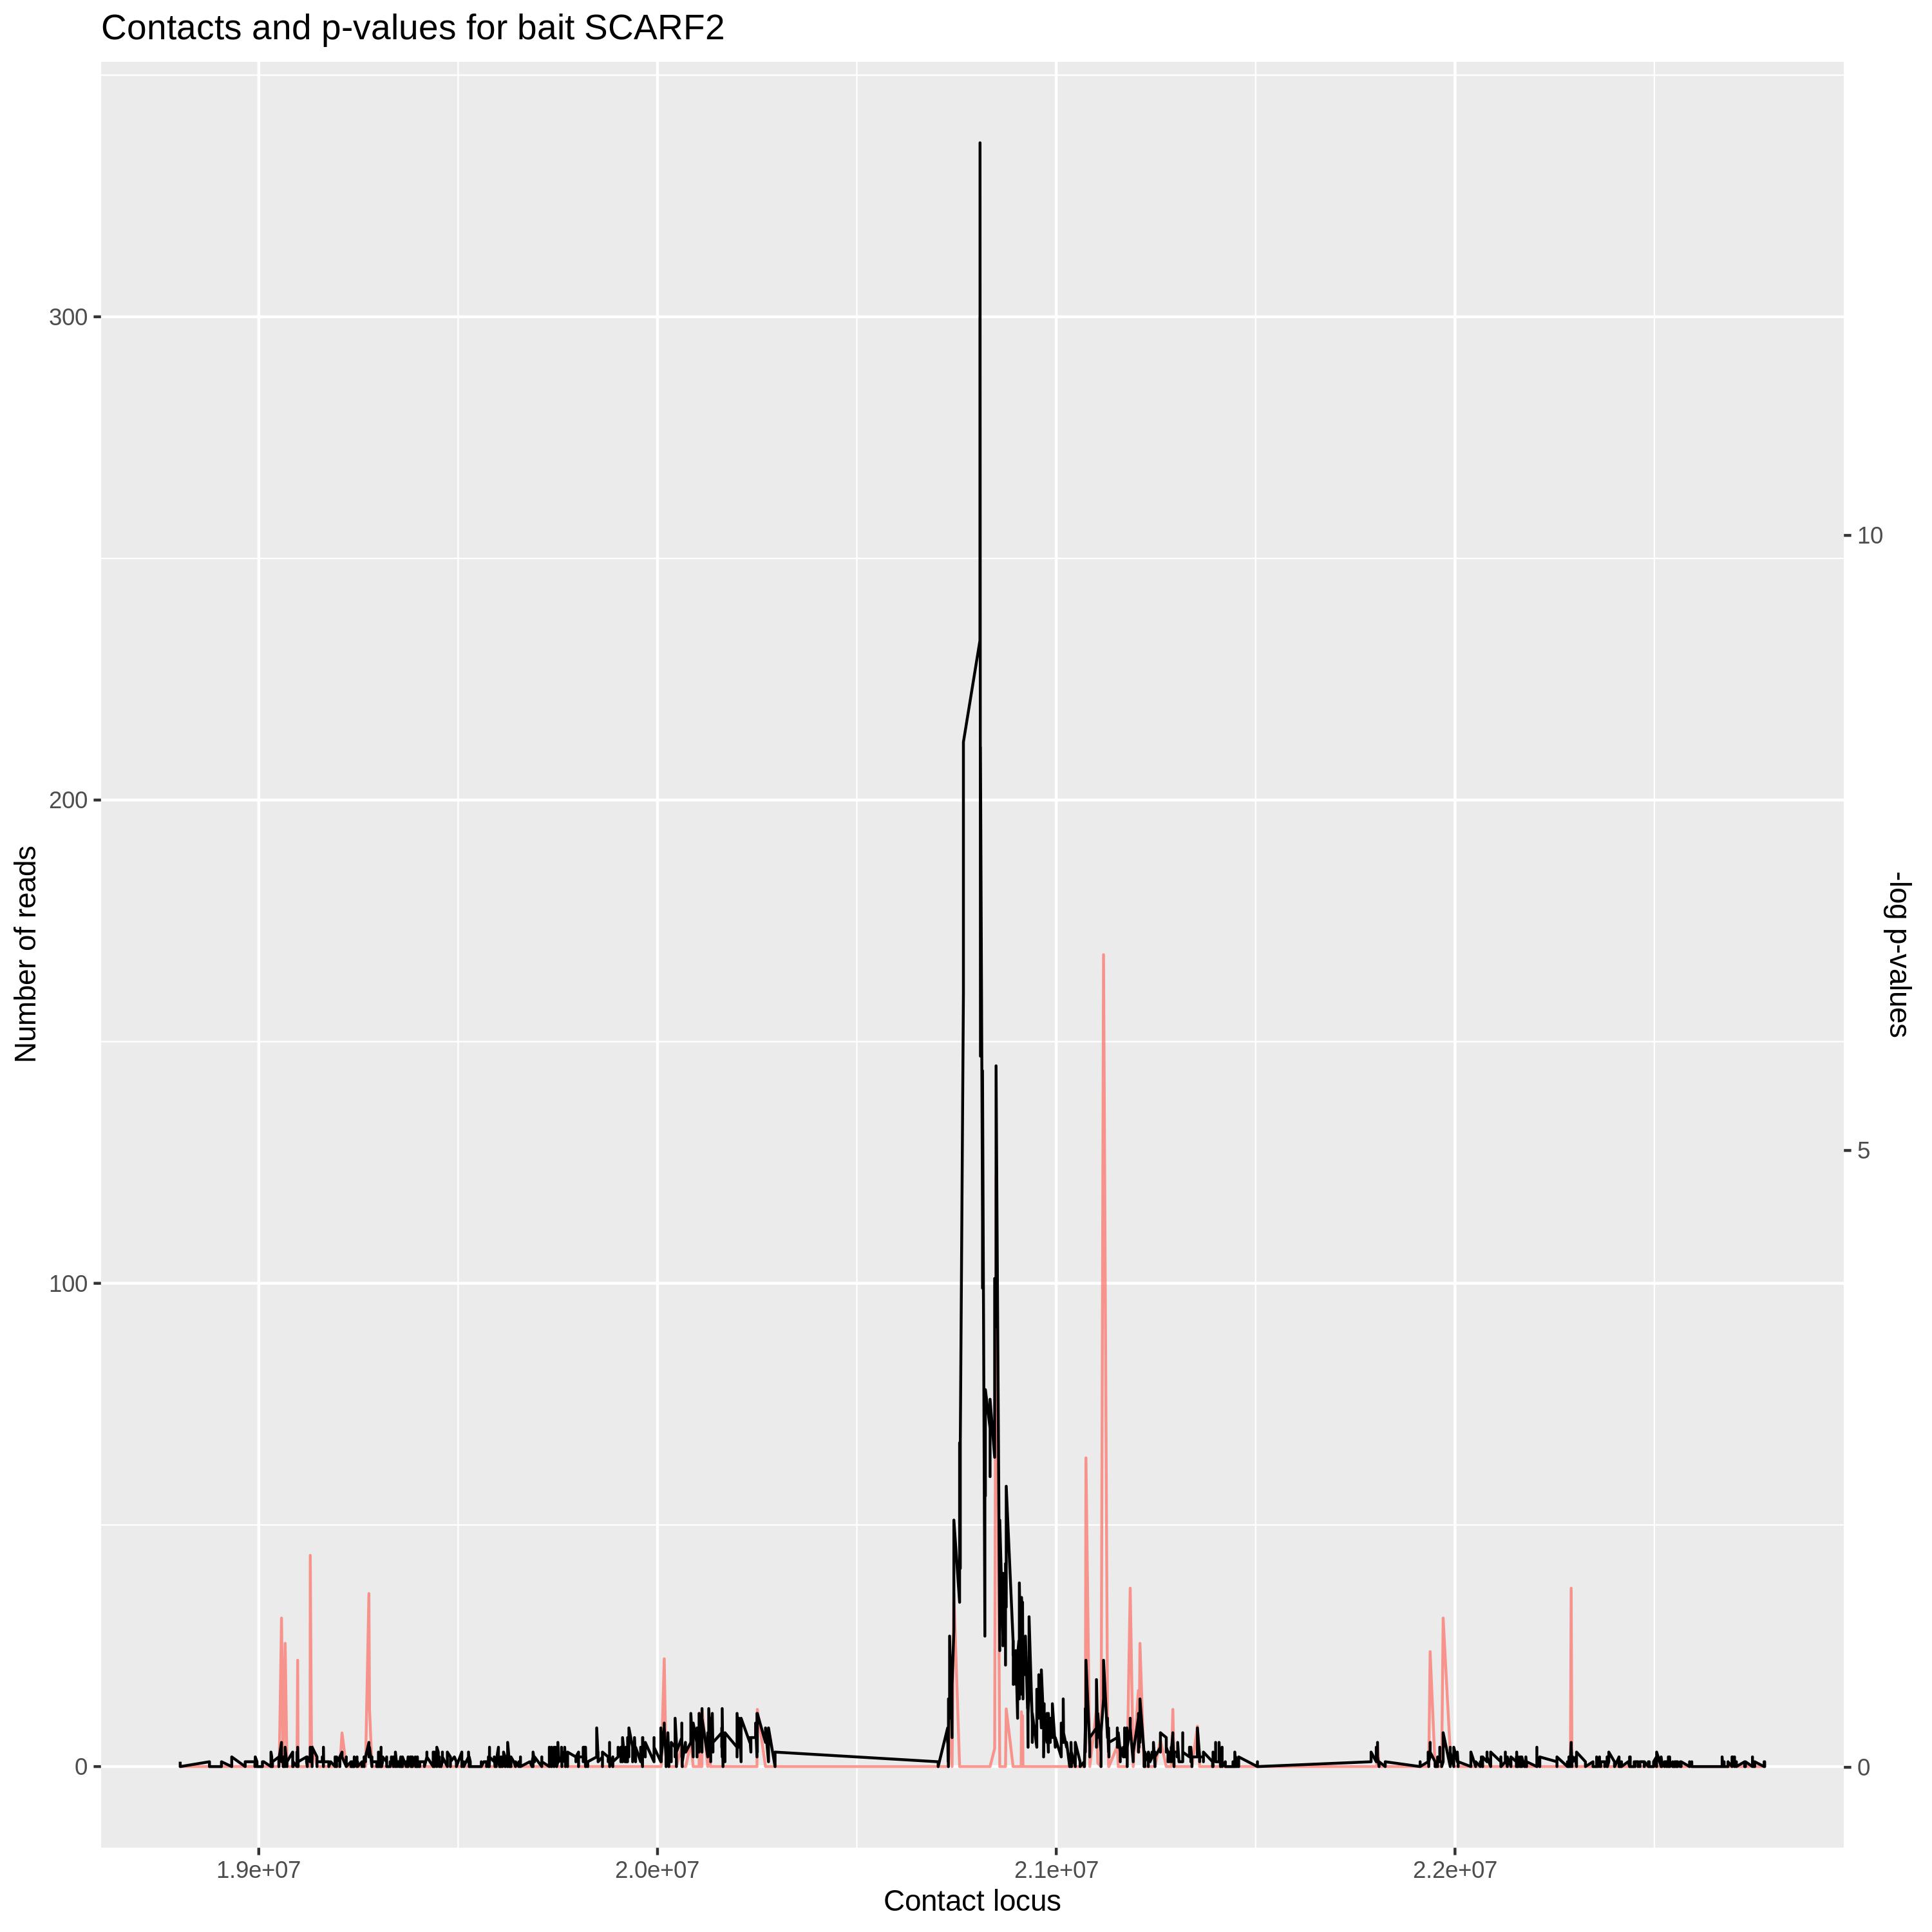 Contacts and p-values for bait SCARF2
Number of reads
300
200
100
0
10
5
0
-log p-values
1.9e+07
2.0e+07
2.1e+07
2.2e+07
Contact locus